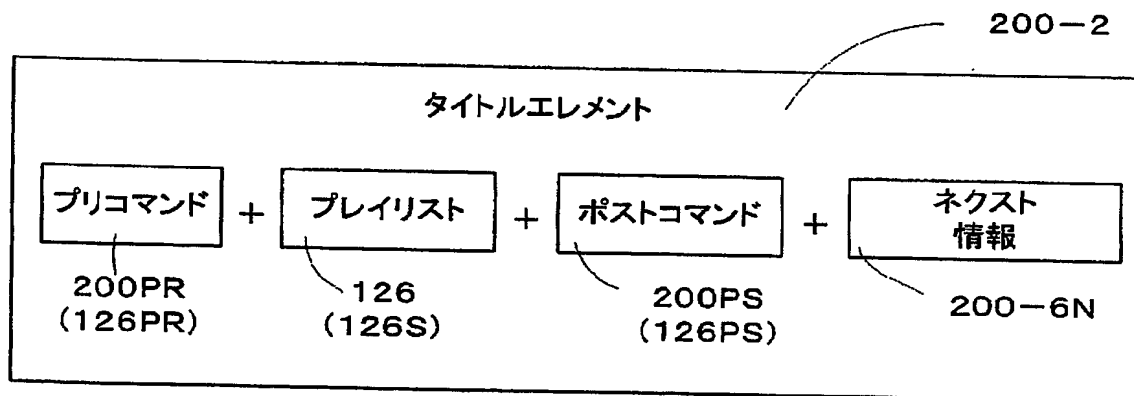 200-2
タイトルエレメント
プリコマンド + プレイリスト + ポストコマンド + ネクスト
情報
200PR
(126PR)
126
(126S)
200PS
(126PS)
200-6N